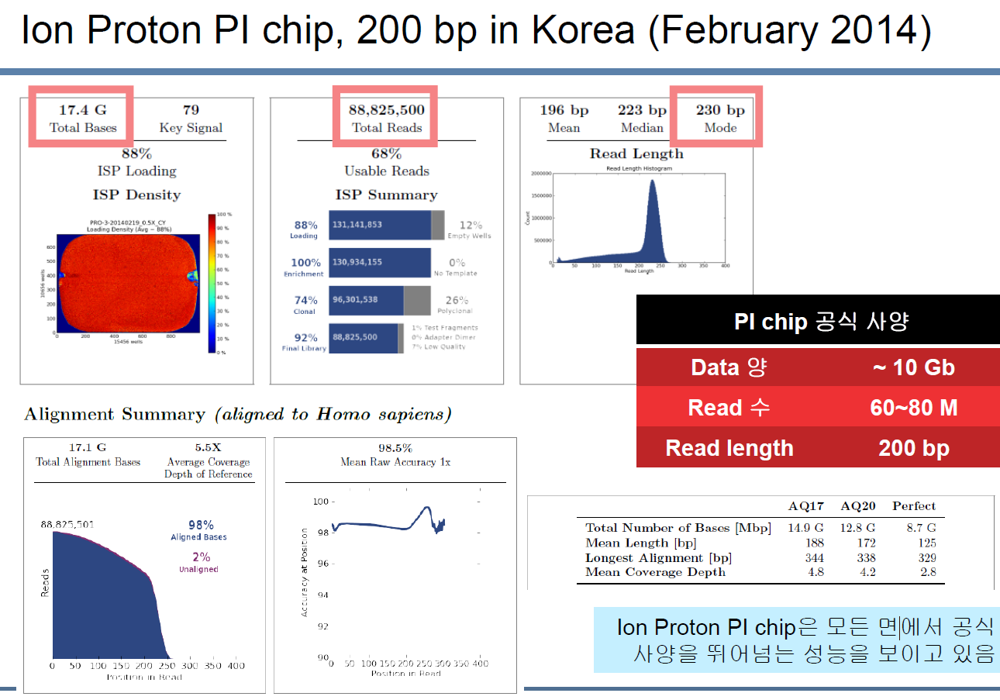 Ion Proton PI chip, 200 bp in Korea (February 2014)
17.4 G
Total Bases
79
Key Signal
88%
ISP Loading
ISP Density
PRO-3-20140219_0.5X_CY
Loading Density (Avg ~ 88%)
10656 wells
600
500
400
300
200
100
0
0 200 400 600 800
15456 wells
100 %
90 %
80 %
70 %
60 %
50 %
40 %
30 %
20 %
10 %
0 %
88,825,500
Total Reads
68%
Usable Reads
ISP Summary
88%
Loading
131,141,853
12%
Empty Wells
100%
Enrichment
130,934,155
0%
No Template
74%
Clonal
96,301,538
26%
Polyclonal
92%
Final Library
88,825,500
1% Test Fragments
0% Adapter Dimer
7% Low Quality
196 bp
Mean
223 bp
Median
230 bp
Mode
Read Length
Read Length Histogram
Count
2000000
1500000
1000000
500000
0
0 50 100 150 200 250 300 350 400
Read Length
PI chip 공식 사양
Data 양 ~ 10 Gb
Read 수 60~80 M
Read length 200 bp
Alignment Summary (aligned to Homo sapiens)
17.1 G
Total Alignment Bases
5.5X
Average Coverage
Depth of Reference
88,825,501
98%
Aligned Bases
2%
Unaligned
Reads
0 50 100 150 200 250 300 350 400
Position in Read
98.5%
Mean Raw Accuracy 1x
Accuracy at Position
100
98
96
94
92
90
0 50 100 150 200 250 300 350 400
Position in Read
AQ17 AQ20 Perfect
Total Number of Bases [Mbp] 14.9 G 12.8 G 8.7 G
Mean Length [bp] 188 172 125
Longest Alignment [bp] 344 338 329
Mean Coverage Depth 4.8 4.2 2.8
Ion Proton PI chip은 모든 면에서 공식
사양을 뛰어넘는 성능을 보이고 있음